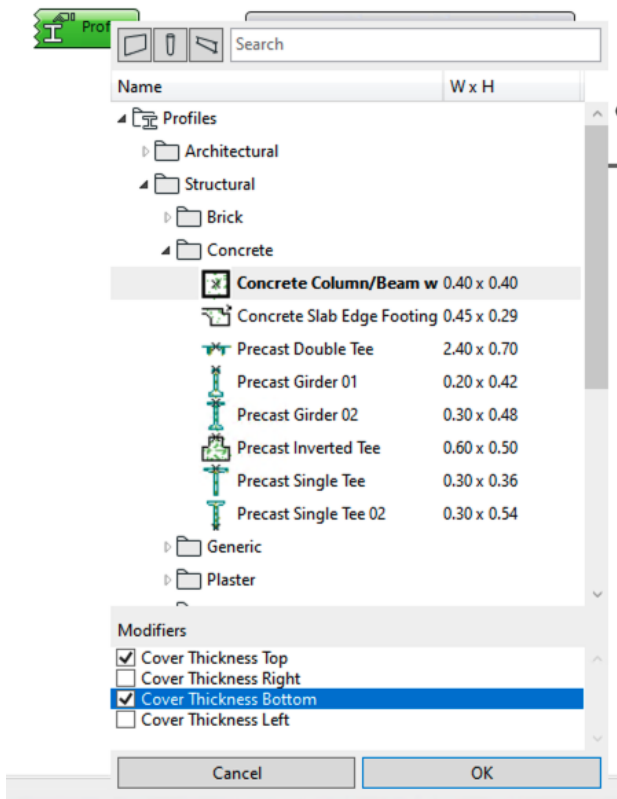 Prof
Search
Name W x H
Profiles
Architectural
Structural
Brick
Concrete
Concrete Column/Beam w 0.40 x 0.40
Concrete Slab Edge Footing 0.45 x 0.29
Precast Double Tee 2.40 x 0.70
Precast Girder 01 0.20 x 0.42
Precast Girder 02 0.30 x 0.48
Precast Inverted Tee 0.60 x 0.50
Precast Single Tee 0.30 x 0.36
Precast Single Tee 02 0.30 x 0.54
Generic
Plaster
Modifiers
Cover Thickness Top
Cover Thickness Right
Cover Thickness Bottom
Cover Thickness Left
Cancel OK